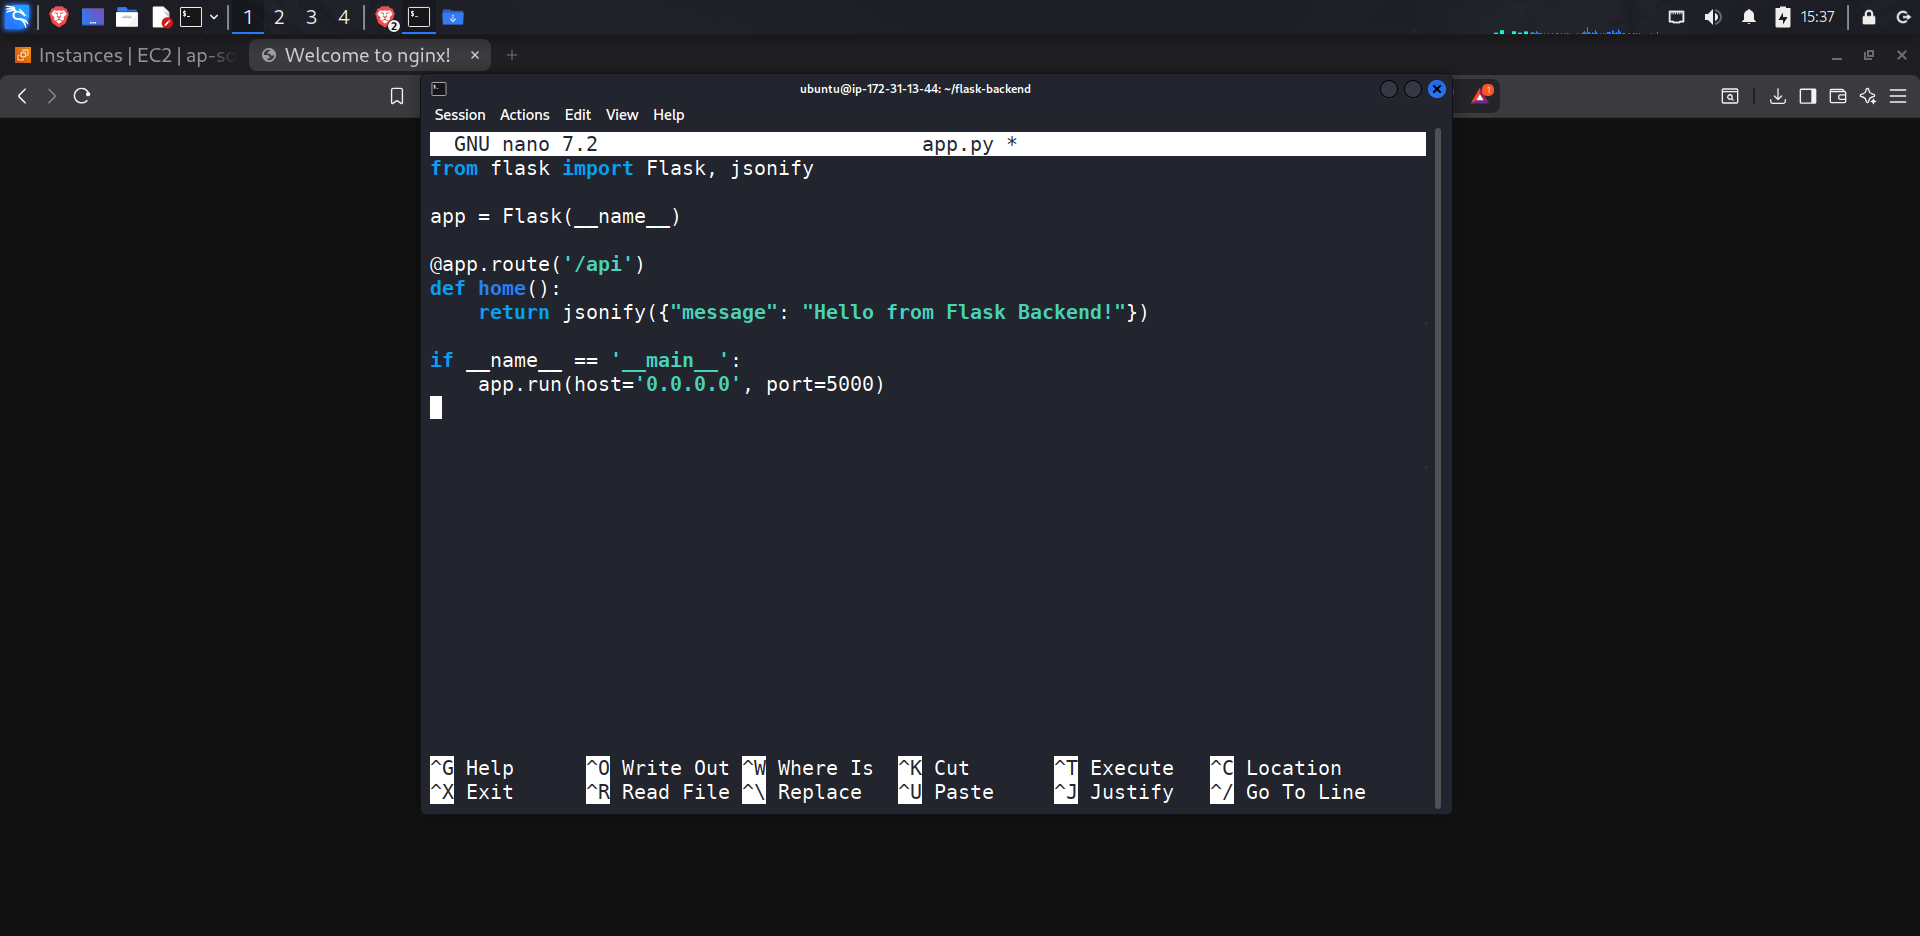 1 2 3 4 2 15:37
Instances | EC2 | ap-so Welcome to nginx! × +
1
ubuntu@ip-172-31-13-44: ~/flask-backend
Session Actions Edit View Help
GNU nano 7.2 app.py *
from flask import Flask, jsonify
app = Flask(__name__)
@app.route('/api')
def home():
    return jsonify({"message": "Hello from Flask Backend!"})
if __name__ == '__main__':
    app.run(host='0.0.0.0', port=5000)
^G Help ^O Write Out ^W Where Is ^K Cut ^T Execute ^C Location
^X Exit ^R Read File ^\ Replace ^U Paste ^J Justify ^/ Go To Line